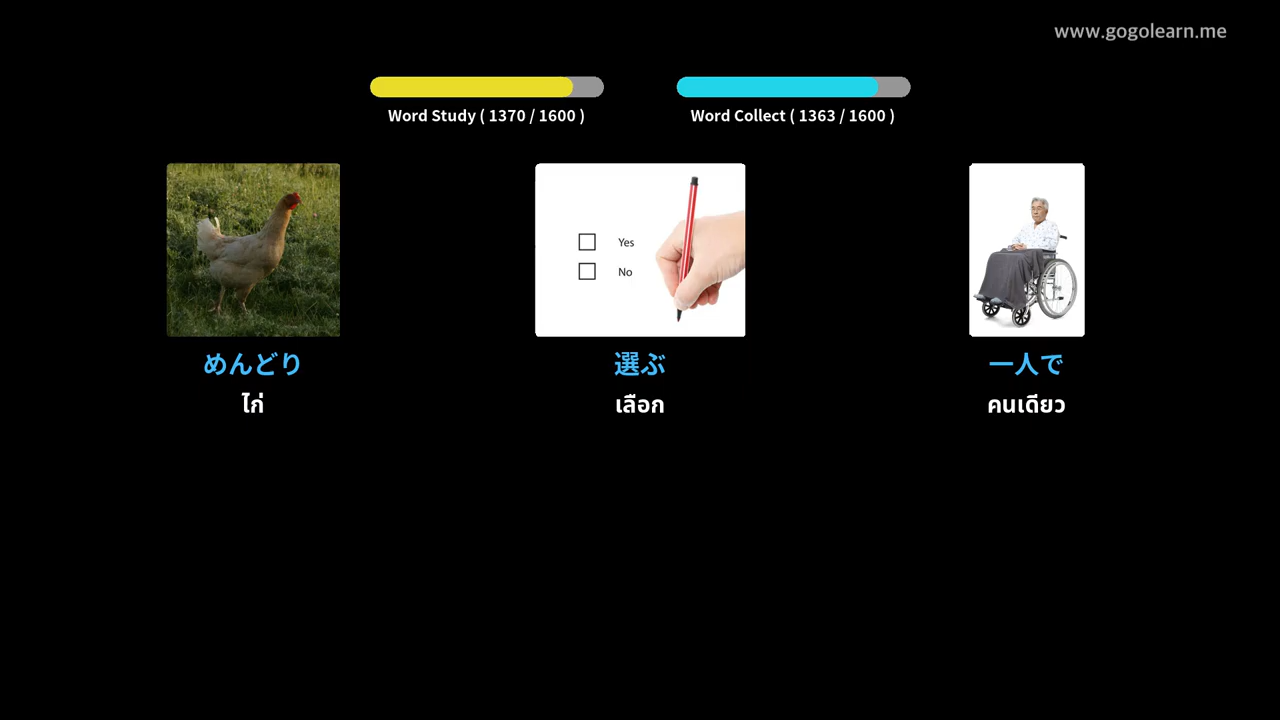 www.gogolearn.me
Word Study ( 1370 / 1600 )
Word Collect ( 1363 / 1600 )
Yes
No
めんどり
選ぶ
一人で
ไก่
เลือก
คนเดียว